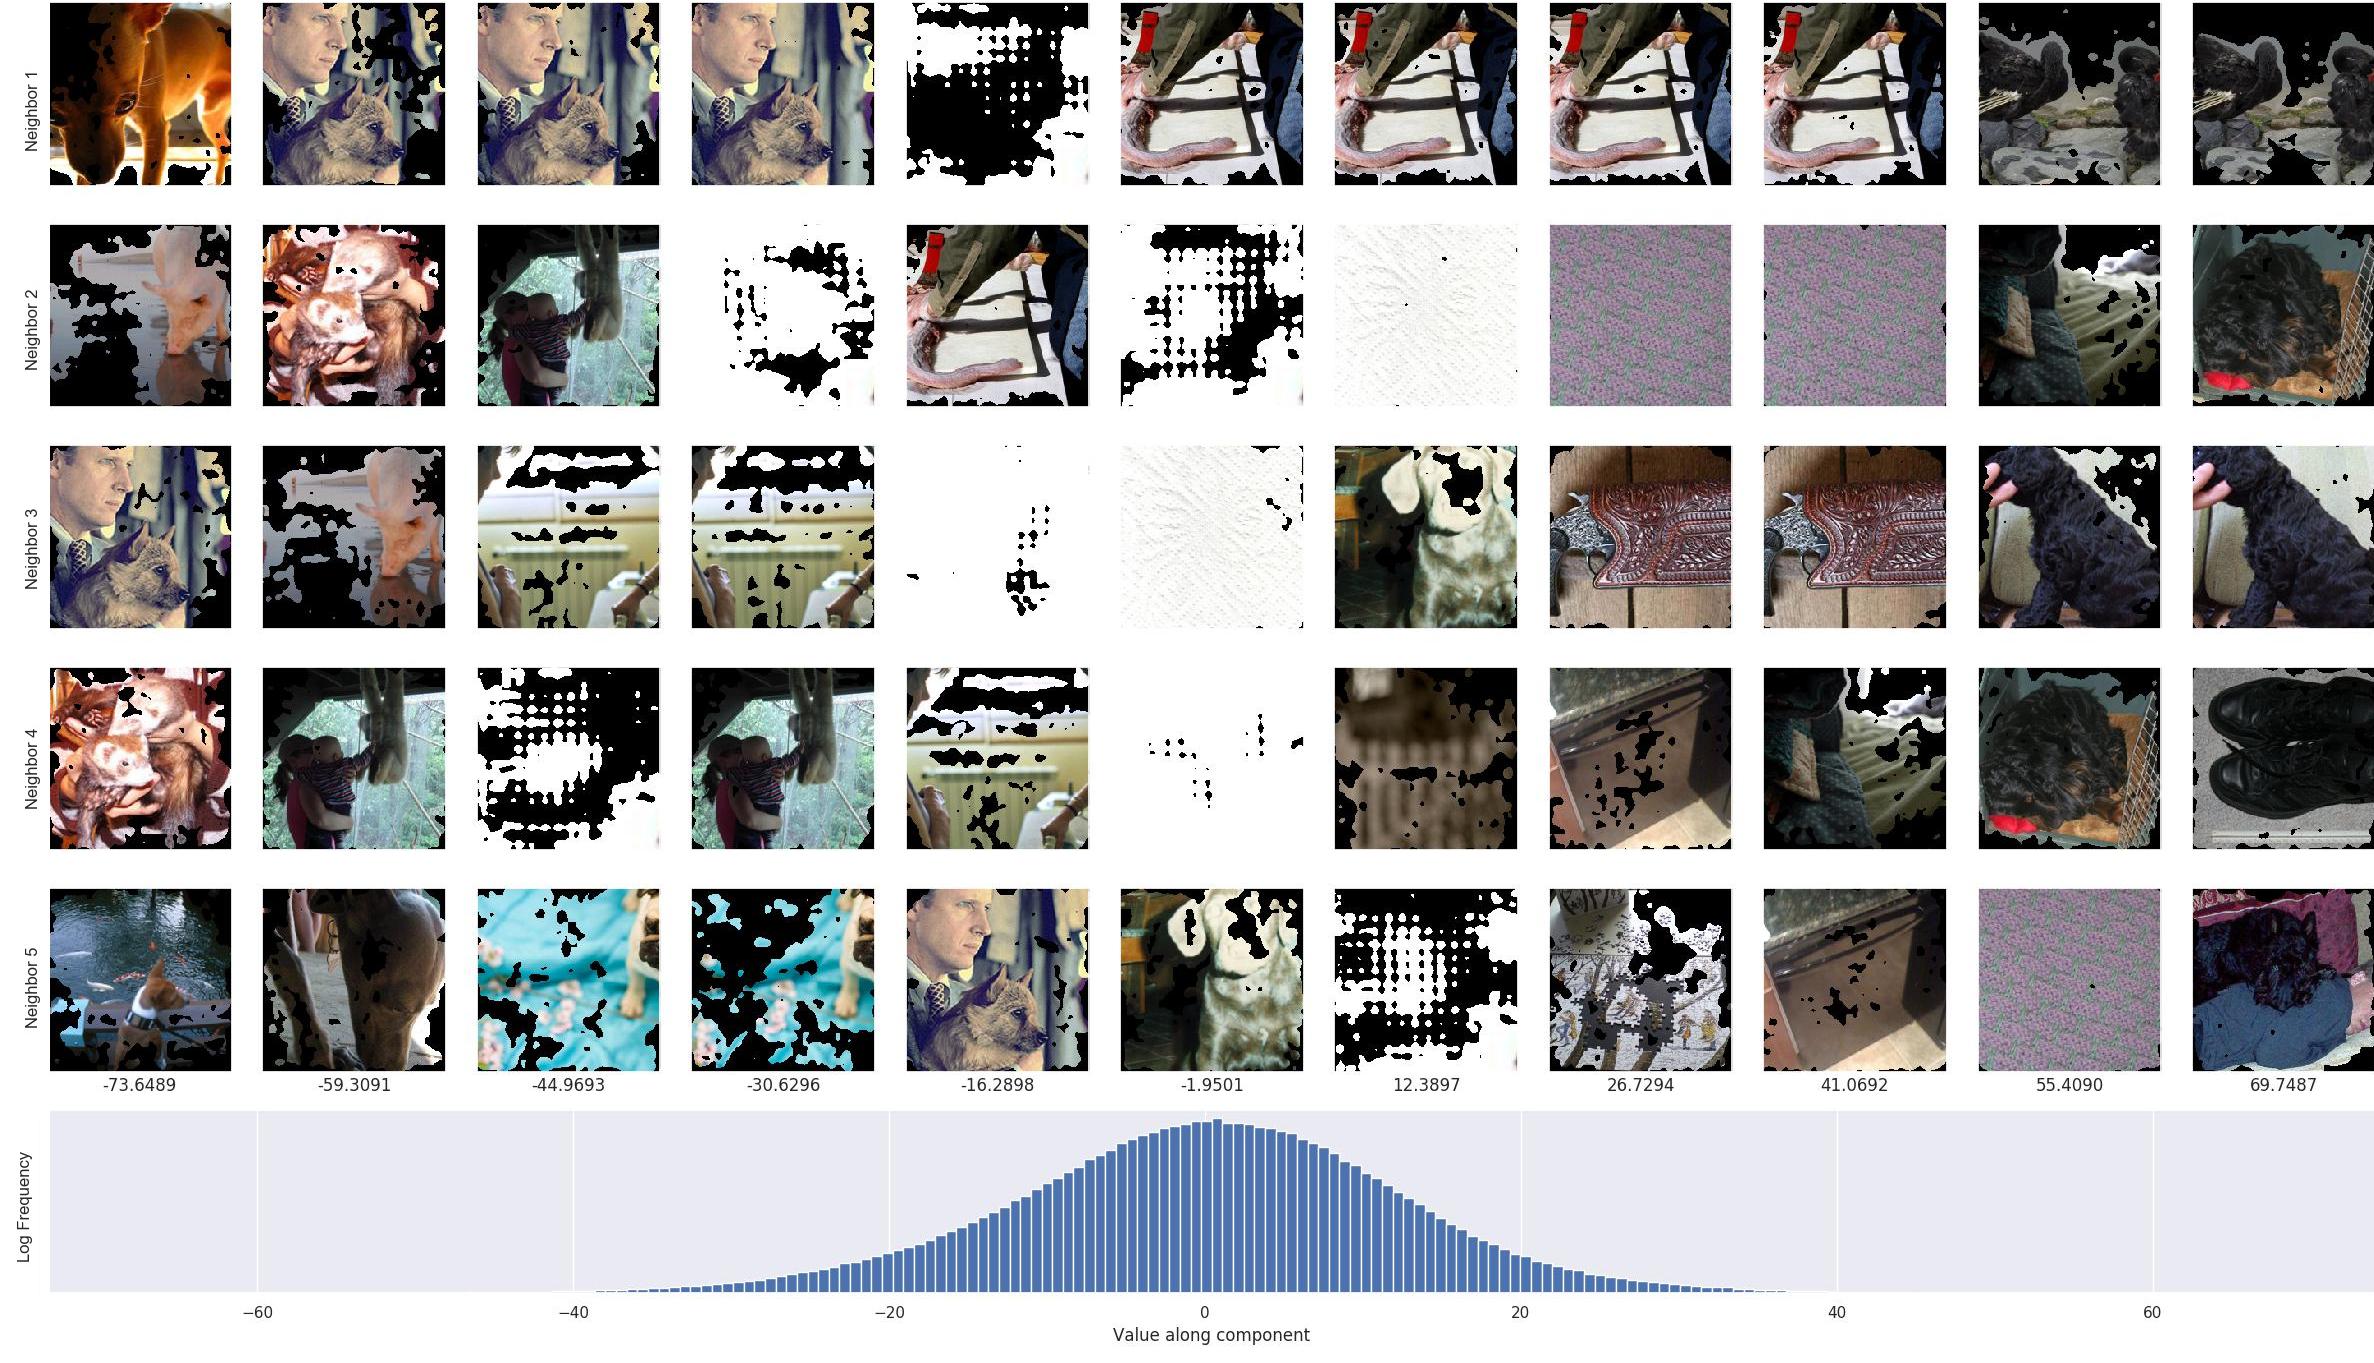 Neighbor 1
Neighbor 2
Neighbor 3
Neighbor 4
Neighbor 5
-73.6489 -59.3091 -44.9693 -30.6296 -16.2898 -1.9501 12.3897 26.7294 41.0692 55.4090 69.7487
Log Frequency
−60 −40 −20 0 20 40 60
Value along component